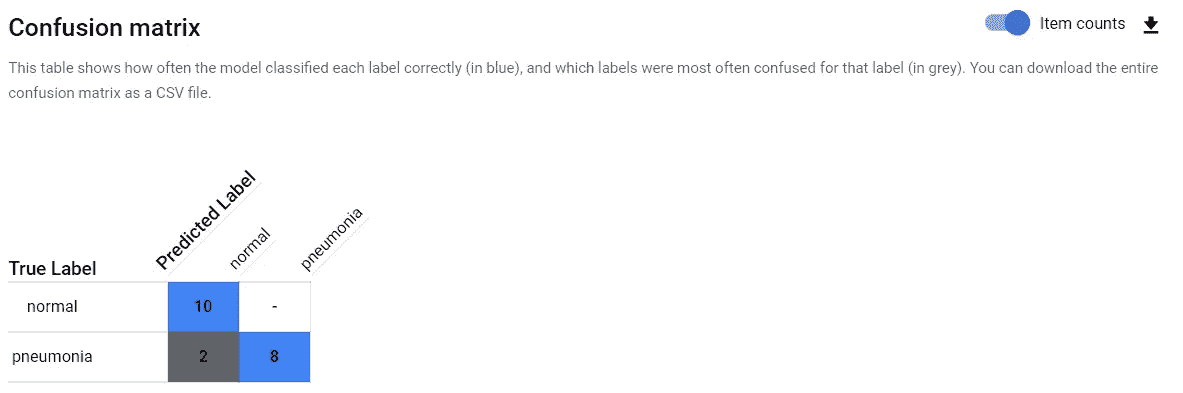 Confusion matrix
Item counts
This table shows how often the model classified each label correctly (in blue), and which labels were most often confused for that label (in grey). You can download the entire
confusion matrix as a CSV file.
Predicted Label
normal
pneumonia
True Label
normal 10 -
pneumonia 2 8